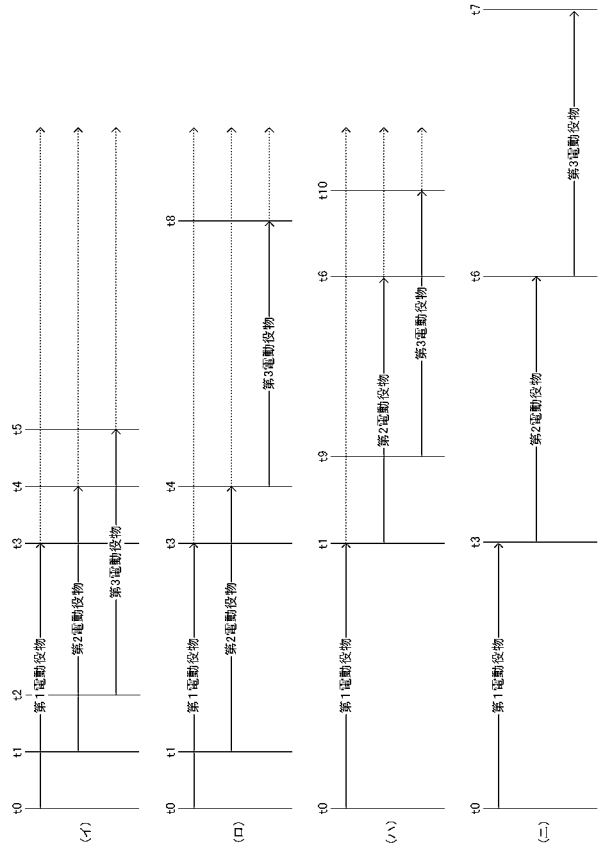 (イ)
t0
t1
t2
t3
t4
t5
第1電動役物
第2電動役物
第3電動役物
(ロ)
t0
t1
t3
t4
t8
第1電動役物
第2電動役物
第3電動役物
(ハ)
t0
t1
t9
t6
t10
第1電動役物
第2電動役物
第3電動役物
(ニ)
t0
t3
t6
t7
第1電動役物
第2電動役物
第3電動役物